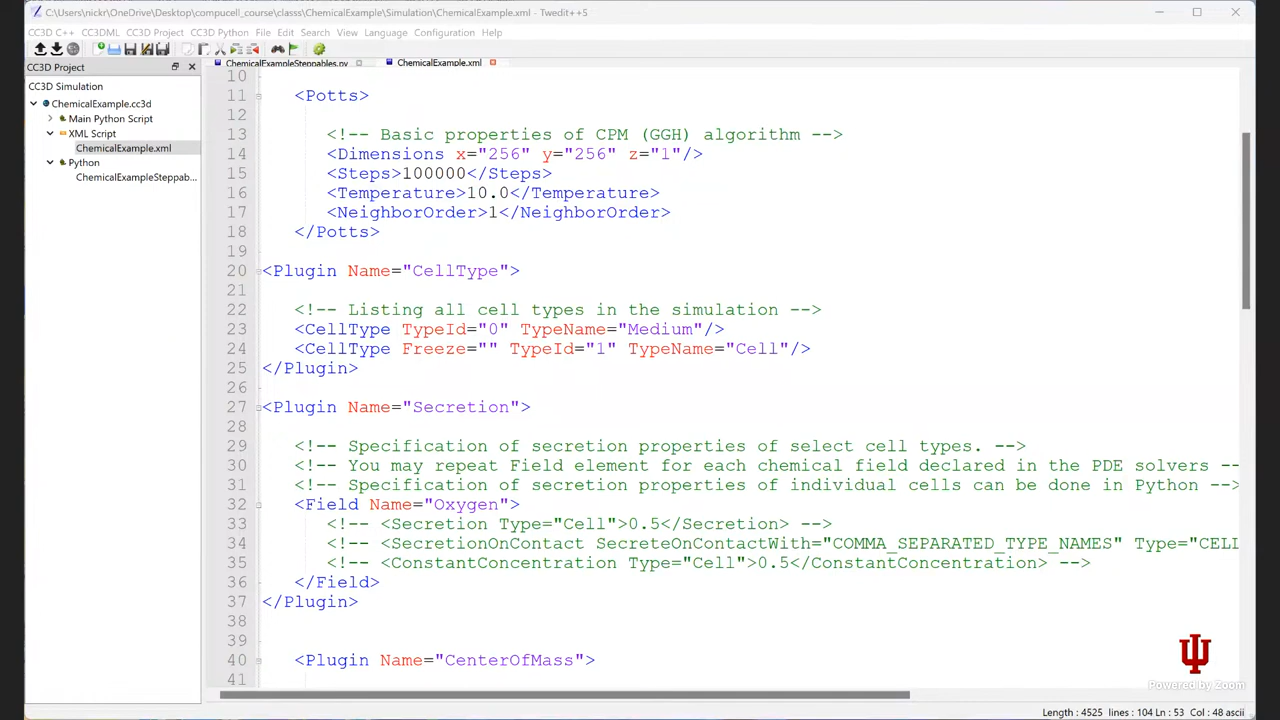 C:\Users\nickr\OneDrive\Desktop\compucell_course\classs\ChemicalExample\Simulation\ChemicalExample.xml - Twedit++5
CC3D C++ CC3DML CC3D Project CC3D Python File Edit Search View Language Configuration Help
CC3D Project
ChemicalExampleSteppables.py
ChemicalExample.xml
CC3D Simulation
ChemicalExample.cc3d
Main Python Script
XML Script
ChemicalExample.xml
Python
ChemicalExampleSteppab...
10
11 <Potts>
12
13 <!-- Basic properties of CPM (GGH) algorithm -->
14 <Dimensions x="256" y="256" z="1"/>
15 <Steps>100000</Steps>
16 <Temperature>10.0</Temperature>
17 <NeighborOrder>1</NeighborOrder>
18 </Potts>
19
20 <Plugin Name="CellType">
21
22 <!-- Listing all cell types in the simulation -->
23 <CellType TypeId="0" TypeName="Medium"/>
24 <CellType Freeze="" TypeId="1" TypeName="Cell"/>
25 </Plugin>
26
27 <Plugin Name="Secretion">
28
29 <!-- Specification of secretion properties of select cell types. -->
30 <!-- You may repeat Field element for each chemical field declared in the PDE solvers --
31 <!-- Specification of secretion properties of individual cells can be done in Python -->
32 <Field Name="Oxygen">
33 <!-- <Secretion Type="Cell">0.5</Secretion> -->
34 <!-- <SecretionOnContact SecreteOnContactWith="COMMA_SEPARATED_TYPE_NAMES" Type="CELL
35 <!-- <ConstantConcentration Type="Cell">0.5</ConstantConcentration> -->
36 </Field>
37 </Plugin>
38
39
40 <Plugin Name="CenterOfMass">
41
Powered by Zoom
Length : 4525 lines : 104 Ln : 53 Col : 48 ascii